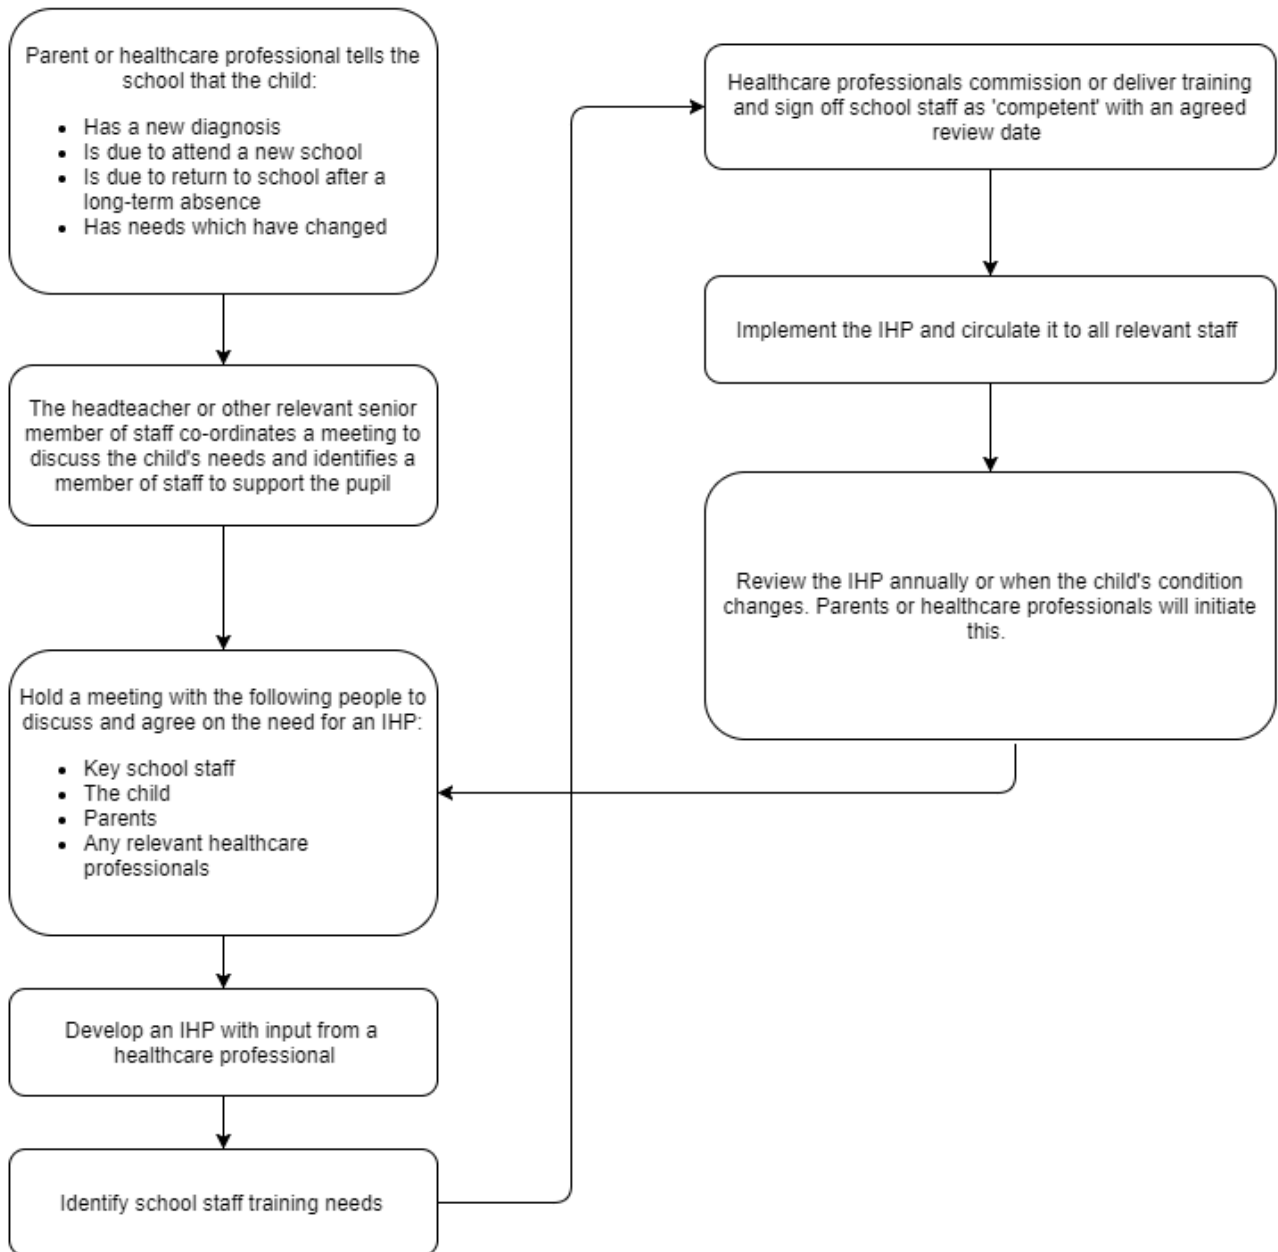 Parent or healthcare professional tells the
school that the child:
• Has a new diagnosis
• Is due to attend a new school
• Is due to return to school after a
long-term absence
• Has needs which have changed
The headteacher or other relevant senior
member of staff co-ordinates a meeting to
discuss the child's needs and identifies a
member of staff to support the pupil
Hold a meeting with the following people to
discuss and agree on the need for an IHP:
• Key school staff
• The child
• Parents
• Any relevant healthcare
professionals
Develop an IHP with input from a
healthcare professional
Identify school staff training needs
Healthcare professionals commission or deliver training
and sign off school staff as 'competent' with an agreed
review date
Implement the IHP and circulate it to all relevant staff
Review the IHP annually or when the child's condition
changes. Parents or healthcare professionals will initiate
this.